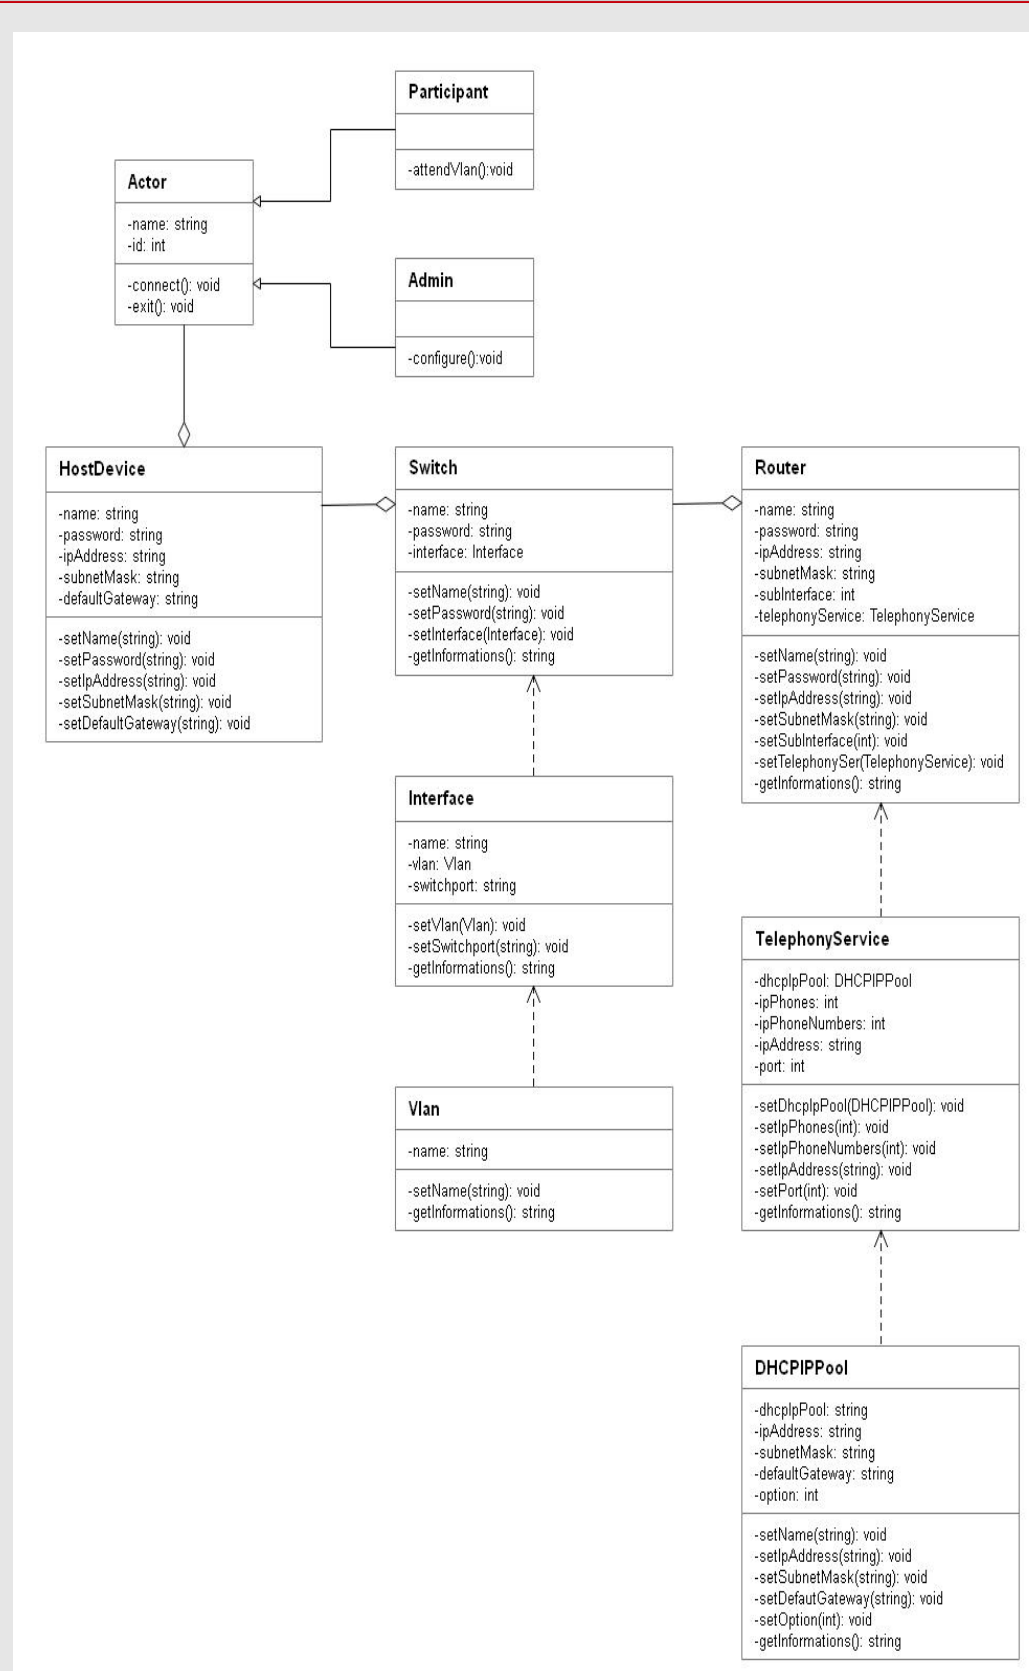 Participant
-attendVlan():void
Actor
-name: string
-id: int
-connect(): void
-exit(): void
Admin
-configure():void
HostDevice
-name: string
-password: string
-ipAddress: string
-subnetMask: string
-defaultGateway: string
-setName(string): void
-setPassword(string): void
-setIpAddress(string): void
-setSubnetMask(string): void
-setDefaultGateway(string): void
Switch
-name: string
-password: string
-interface: Interface
-setName(string): void
-setPassword(string): void
-setInterface(Interface): void
-getInformations(): string
Router
-name: string
-password: string
-ipAddress: string
-subnetMask: string
-subInterface: int
-telephonyService: TelephonyService
-setName(string): void
-setPassword(string): void
-setIpAddress(string): void
-setSubnetMask(string): void
-setSubInterface(int): void
-setTelephonySer(TelephonyService): void
-getInformations(): string
Interface
-name: string
-vlan: Vlan
-switchport: string
-setVlan(Vlan): void
-setSwitchport(string): void
-getInformations(): string
TelephonyService
-dhcpIpPool: DHCPIPPool
-ipPhones: int
-ipPhoneNumbers: int
-ipAddress: string
-port: int
-setDhcpIpPool(DHCPIPPool): void
-setIpPhones(int): void
-setIpPhoneNumbers(int): void
-setIpAddress(string): void
-setPort(int): void
-getInformations(): string
Vlan
-name: string
-setName(string): void
-getInformations(): string
DHCPIPPool
-dhcpIpPool: string
-ipAddress: string
-subnetMask: string
-defaultGateway: string
-option: int
-setName(string): void
-setIpAddress(string): void
-setSubnetMask(string): void
-setDefautGateway(string): void
-setOption(int): void
-getInformations(): string